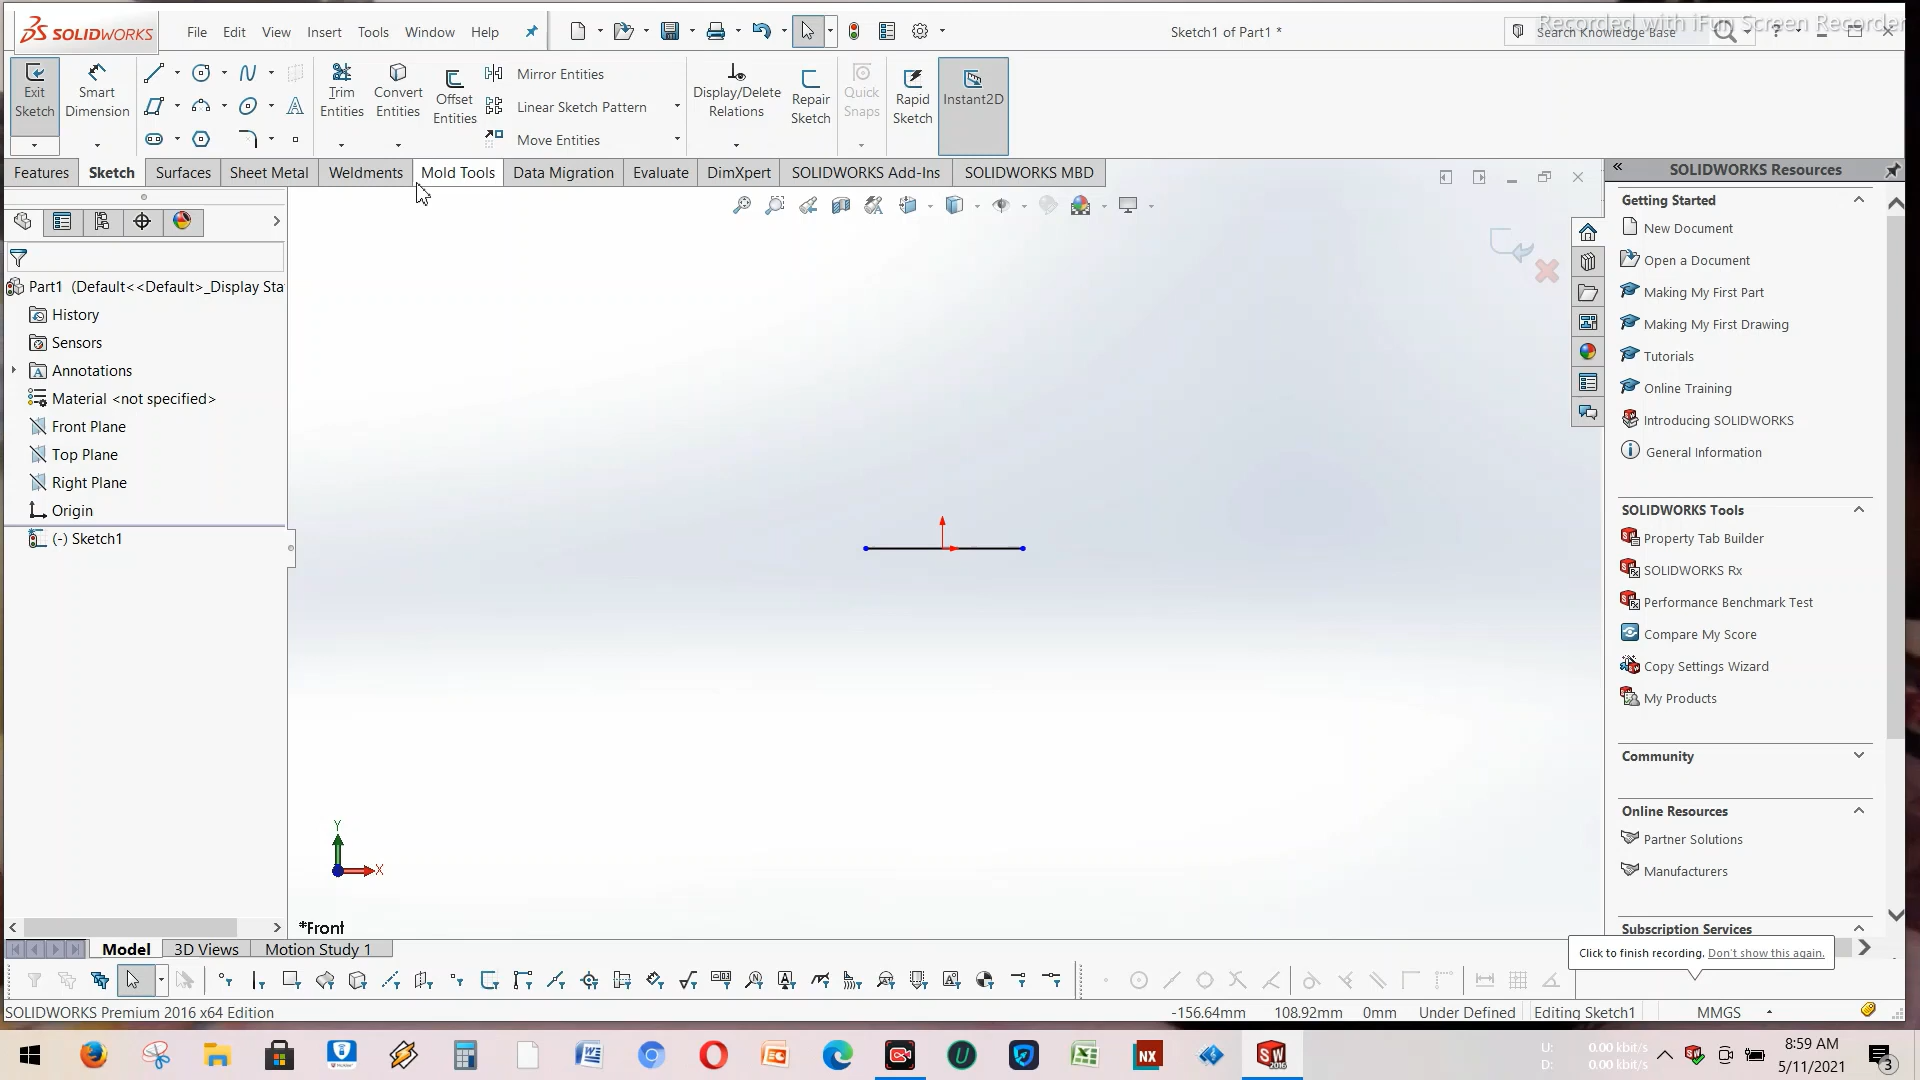 SOLIDWORKS File Edit View Insert Tools Window Help Sketch1 of Part1 * Search Knowledge Base ?
Recorded with iFun Screen Recorder
Exit Sketch
Smart Dimension
Trim Entities
Convert Entities
Offset Entities
Mirror Entities
Linear Sketch Pattern
Move Entities
Display/Delete Relations
Repair Sketch
Quick Snaps
Rapid Sketch
Instant2D
Features Sketch Surfaces Sheet Metal Weldments Mold Tools Data Migration Evaluate DimXpert SOLIDWORKS Add-Ins SOLIDWORKS MBD
Part1 (Default<<Default>_Display Sta
History
Sensors
Annotations
Material <not specified>
Front Plane
Top Plane
Right Plane
Origin
(-) Sketch1
Y
X
*Front
SOLIDWORKS Resources
Getting Started
New Document
Open a Document
Making My First Part
Making My First Drawing
Tutorials
Online Training
Introducing SOLIDWORKS
General Information
SOLIDWORKS Tools
Property Tab Builder
SOLIDWORKS Rx
Performance Benchmark Test
Compare My Score
Copy Settings Wizard
My Products
Community
Online Resources
Partner Solutions
Manufacturers
Subscription Services
Click to finish recording. Don't show this again.
Model 3D Views Motion Study 1
SOLIDWORKS Premium 2016 x64 Edition -156.64mm 108.92mm 0mm Under Defined Editing Sketch1 MMGS
U: 0.00 kbit/s
D: 0.00 kbit/s
8:59 AM
5/11/2021
3